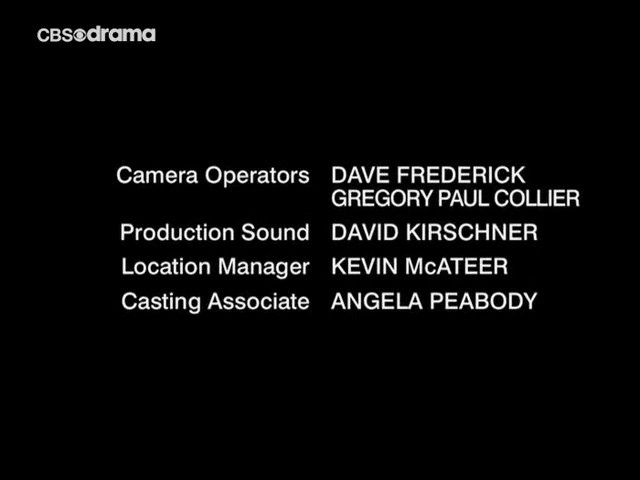 CBS drama
Camera Operators DAVE FREDERICK
GREGORY PAUL COLLIER
Production Sound DAVID KIRSCHNER
Location Manager KEVIN McATEER
Casting Associate ANGELA PEABODY